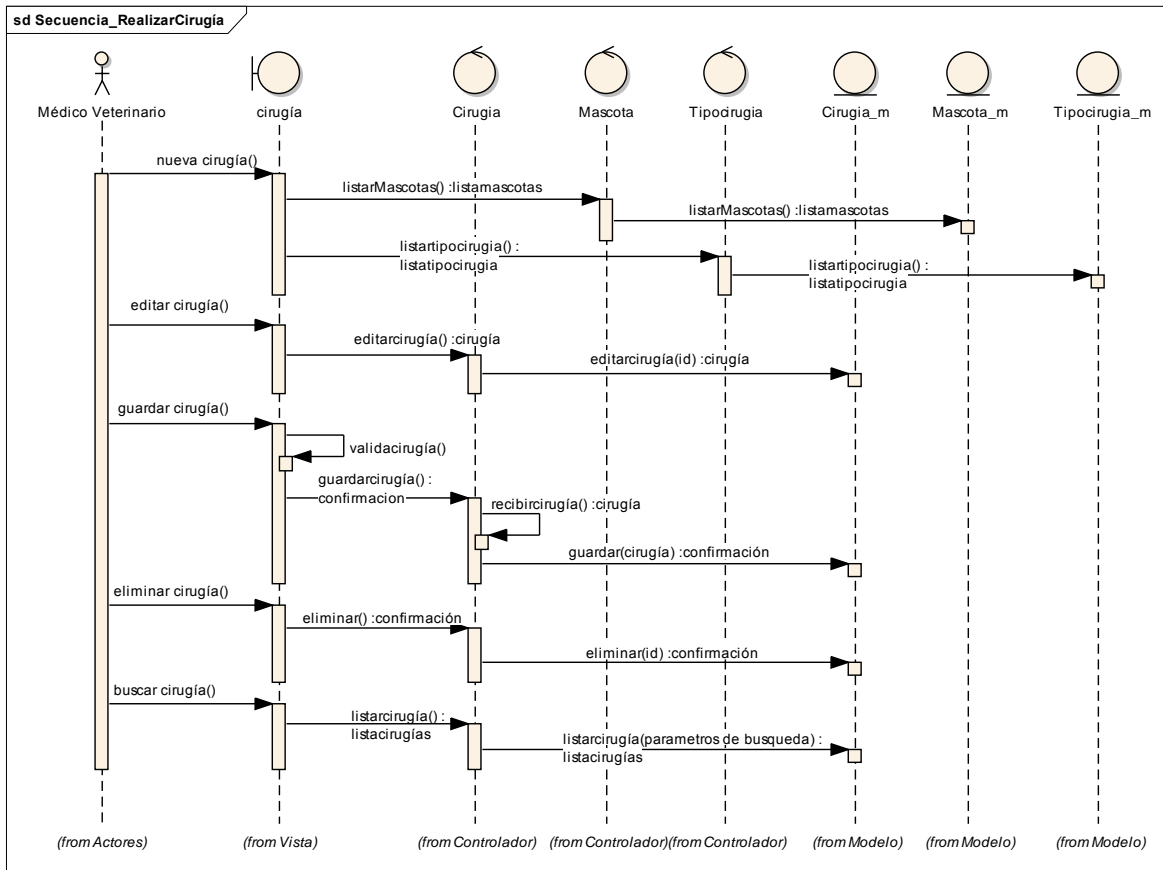 sd Secuencia_RealizarCirugía
Médico Veterinario
cirugía
Cirugia
Mascota
Tipocirugia
Cirugia_m
Mascota_m
Tipocirugia_m
nueva cirugía()
listarMascotas() :listamascotas
listarMascotas() :listamascotas
listartipocirugia() :
listatipocirugia
listartipocirugia() :
listatipocirugia
editar cirugía()
editarcirugía() :cirugía
editarcirugía(id) :cirugía
guardar cirugía()
validacirugía()
guardarcirugía() :
confirmacion
recibircirugía() :cirugía
guardar(cirugía) :confirmación
eliminar cirugía()
eliminar() :confirmación
eliminar(id) :confirmación
buscar cirugía()
listarcirugía() :
listacirugías
listarcirugía(parametros de busqueda) :
listacirugías
(from Actores)
(from Vista)
(from Controlador)
(from Controlador)
(from Controlador)
(from Modelo)
(from Modelo)
(from Modelo)